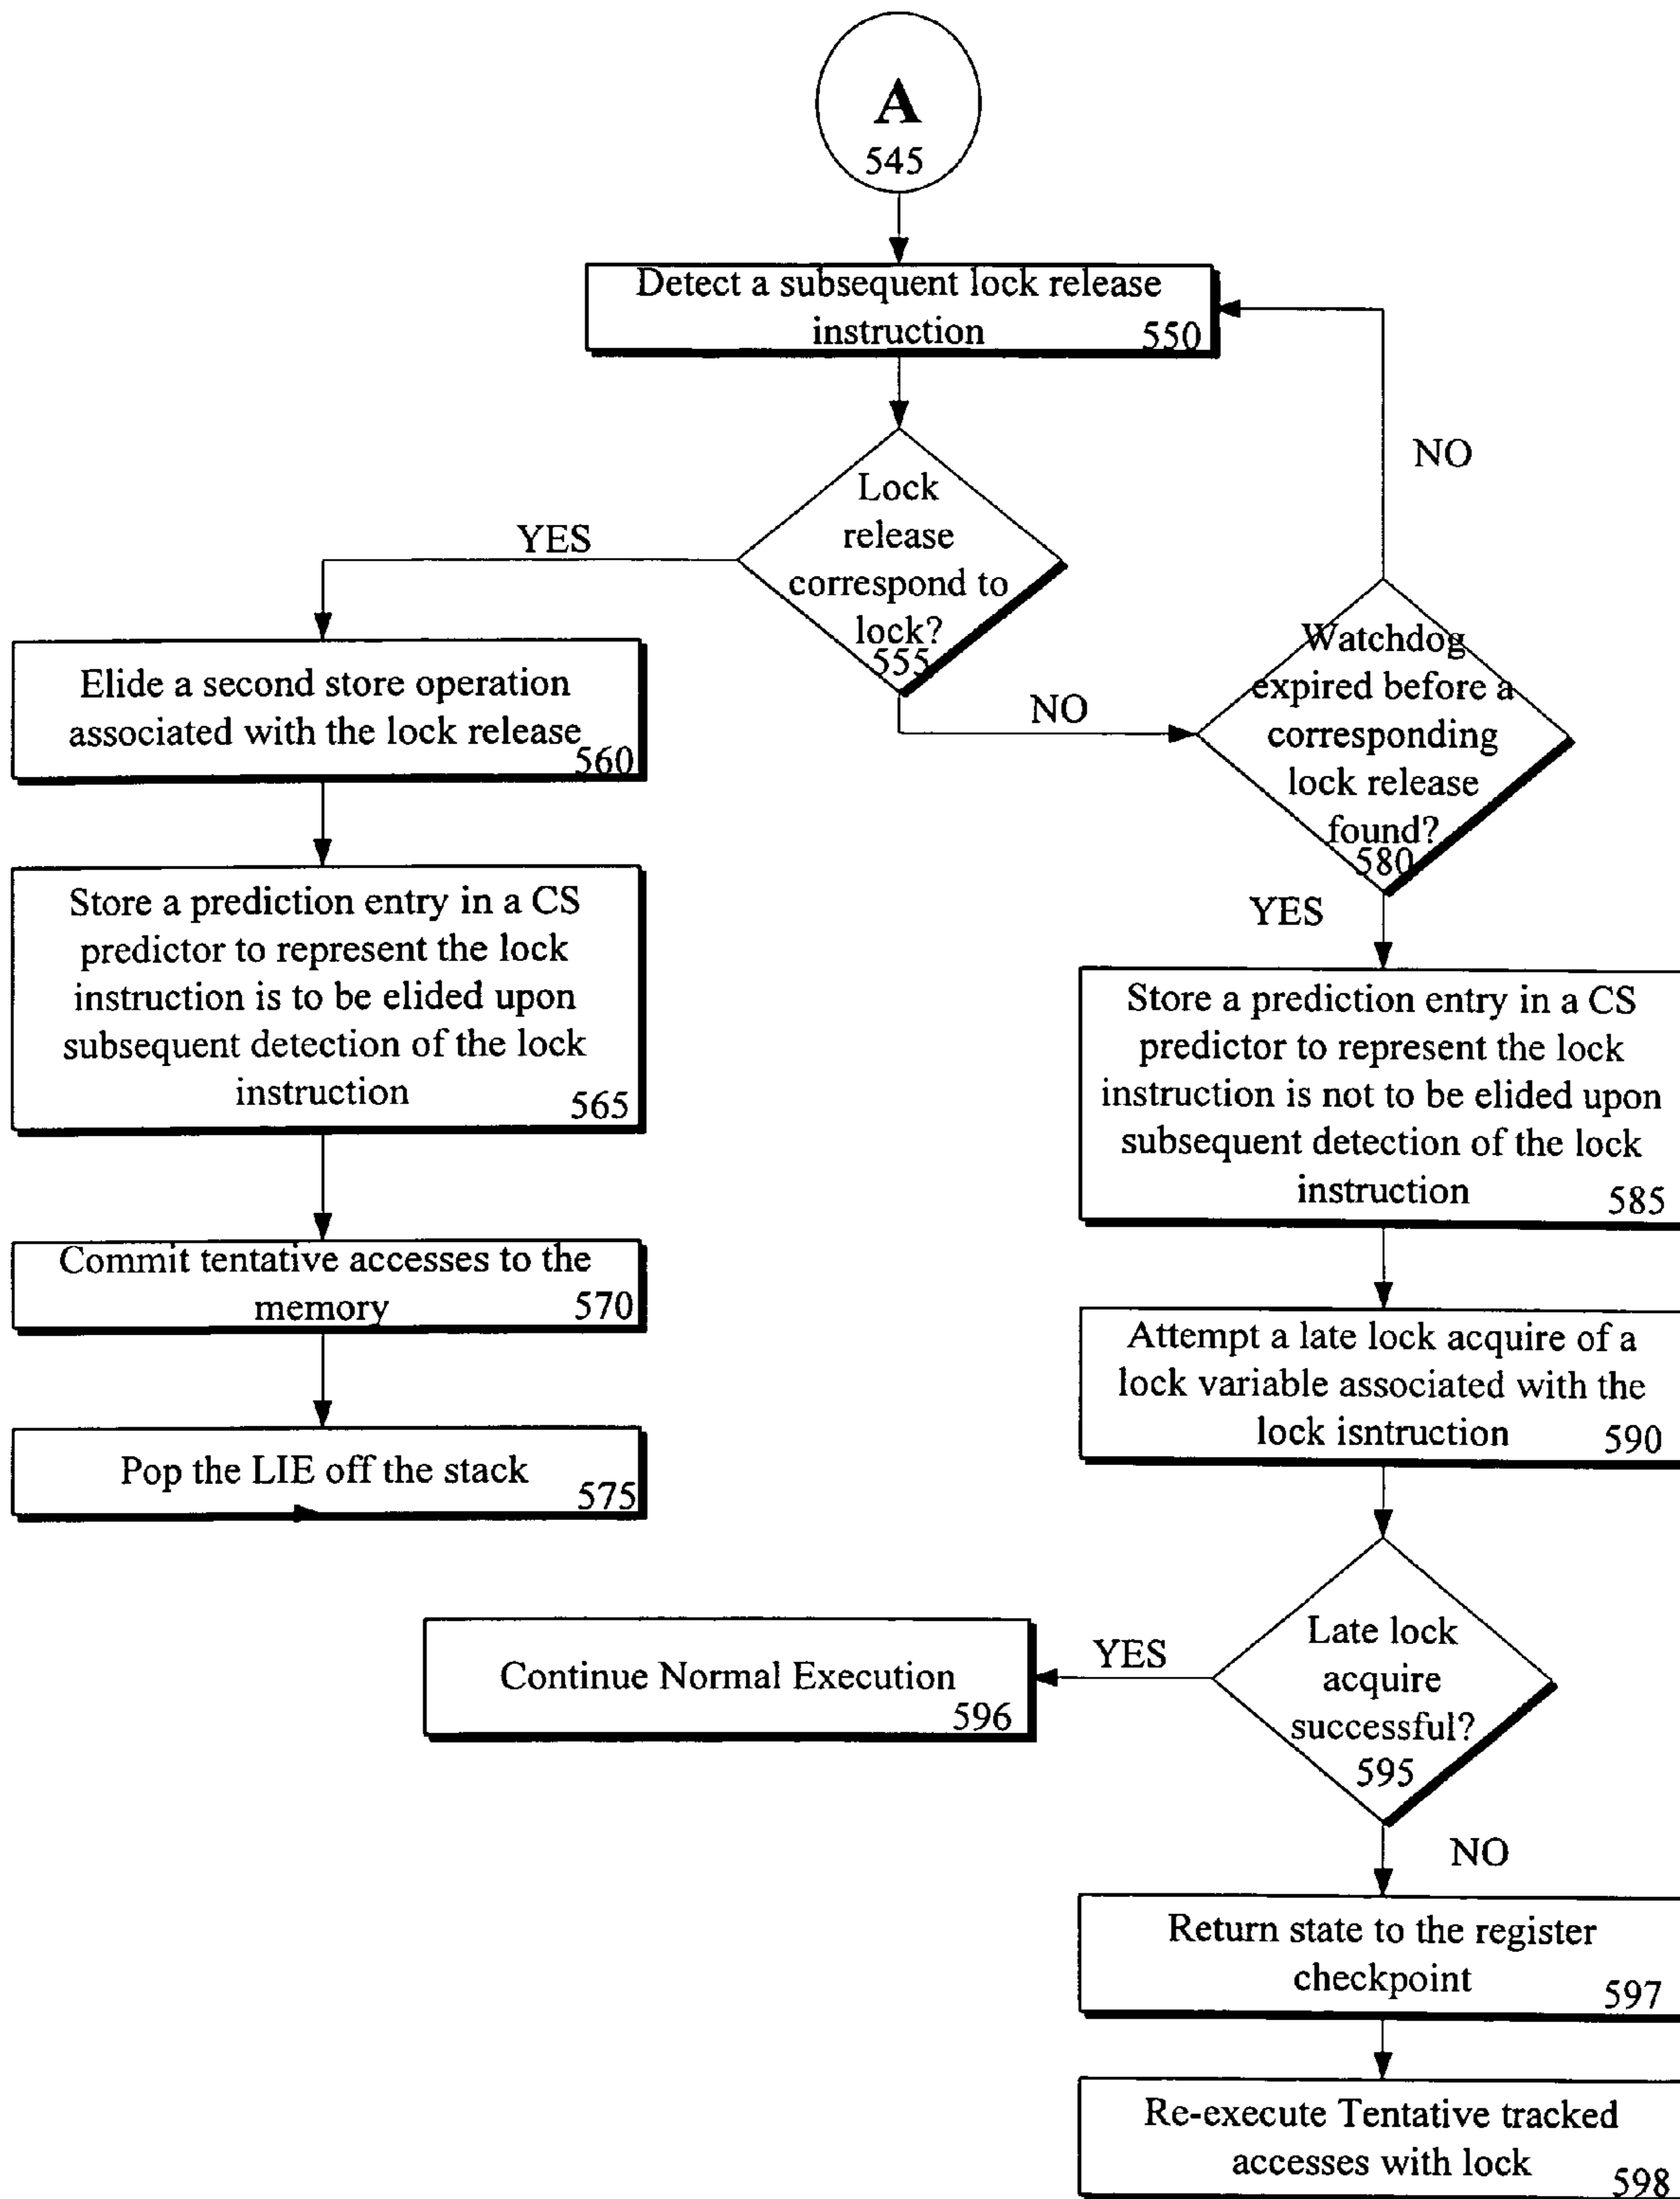 A
545
Detect a subsequent lock release
instruction 550
Lock
release
correspond to
lock?
555
YES
NO
NO
Elide a second store operation
associated with the lock release
560
Store a prediction entry in a CS
predictor to represent the lock
instruction is to be elided upon
subsequent detection of the lock
instruction 565
Commit tentative accesses to the
memory 570
Pop the LIE off the stack
575
Watchdog
expired before a
corresponding
lock release
found?
580
YES
Store a prediction entry in a CS
predictor to represent the lock
instruction is not to be elided upon
subsequent detection of the lock
instruction 585
Attempt a late lock acquire of a
lock variable associated with the
lock isntruction 590
Late lock
acquire
successful?
595
YES
Continue Normal Execution
596
NO
Return state to the register
checkpoint 597
Re-execute Tentative tracked
accesses with lock 598